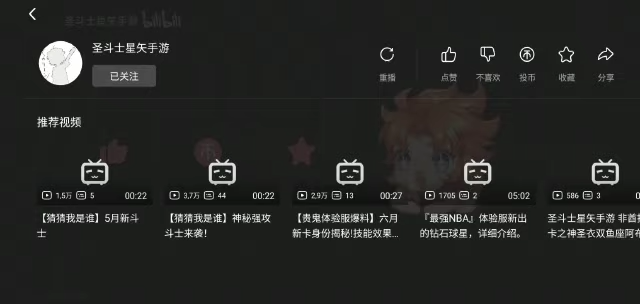 圣斗士星矢手游 bilibili
圣斗士星矢手游
已关注
重播
点赞
不喜欢
投币
收藏
分享
推荐视频
1.5万 5 00:22
3.7万 44 00:22
2.9万 13 00:27
1705 2 05:02
586 3
【猜猜我是谁】5月新斗
士
【猜猜我是谁】神秘强攻
斗士来袭！
【贵鬼体验服爆料】六月
新卡身份揭秘!技能效果...
『最强NBA』体验服新出
的钻石球星，详细介绍。
圣斗士星矢手游 非酋
卡之神圣衣双鱼座阿布